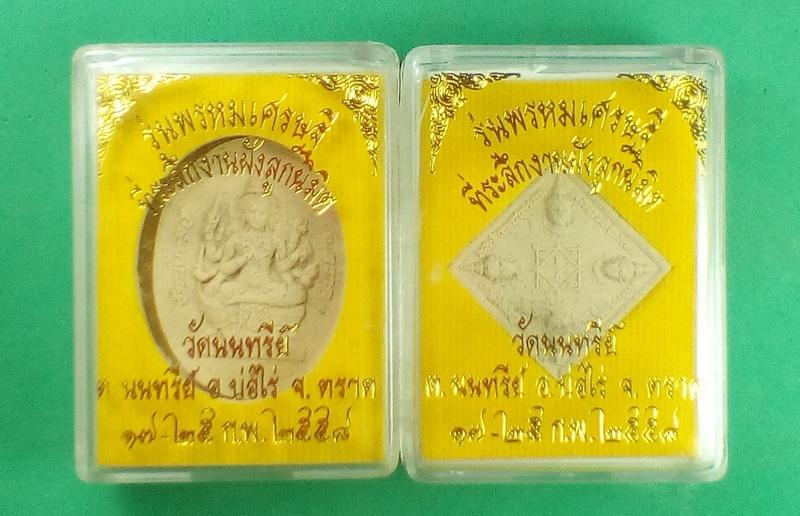 รุ่นพรหมเศรษฐี
ที่ระลึกงานฝังลูกนิมิต
วัดนนทรีย์
ต. นนทรีย์ อ.บ่อไร่ จ. ตราด
๑๗-๒๕ ก.พ.๒๕๕๘
รุ่นพรหมเศรษฐี
ที่ระลึกงานฝังลูกนิมิต
วัดนนทรีย์
ต. นนทรีย์ อ.บ่อไร่ จ. ตราด
๑๗-๒๕ ก.พ.๒๕๕๘